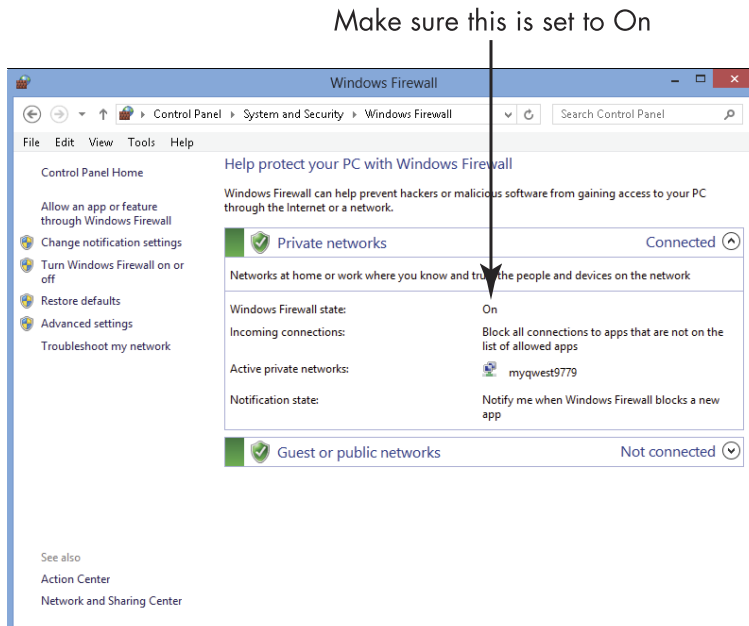 Make sure this is set to On
Windows Firewall
Control Panel System and Security Windows Firewall Search Control Panel
File Edit View Tools Help
Control Panel Home
Allow an app or feature
through Windows Firewall
Change notification settings
Turn Windows Firewall on or
off
Restore defaults
Advanced settings
Troubleshoot my network
See also
Action Center
Network and Sharing Center
Help protect your PC with Windows Firewall
Windows Firewall can help prevent hackers or malicious software from gaining access to your PC
through the Internet or a network.
Private networks Connected
Networks at home or work where you know and trust the people and devices on the network
Windows Firewall state: On
Incoming connections: Block all connections to apps that are not on the
list of allowed apps
Active private networks: myqwest9779
Notification state: Notify me when Windows Firewall blocks a new
app
Guest or public networks Not connected